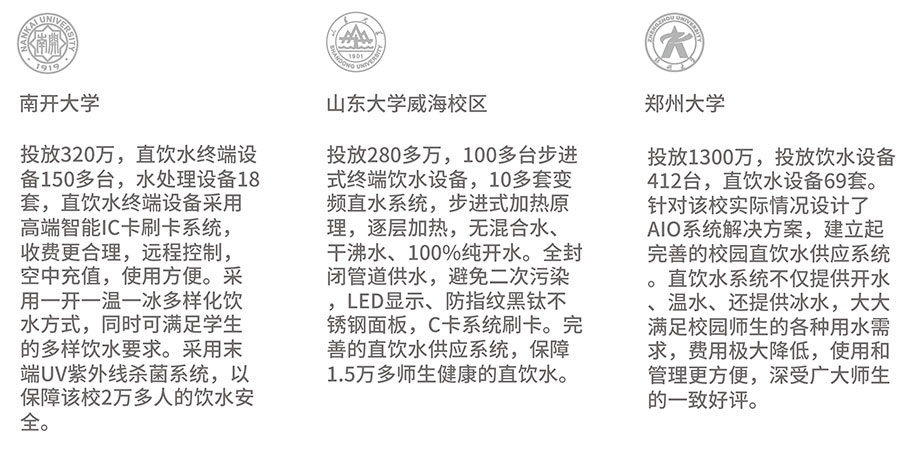 NANKAI UNIVERSITY
南開
1919
南开大学
投放320万，直饮水终端设
备150多台，水处理设备18
套，直饮水终端设备采用
高端智能IC卡刷卡系统，
收费更合理，远程控制，
空中充值，使用方便。采
用一开一温一冰多样化饮
水方式，同时可满足学生
的多样饮水要求。采用末
端UV紫外线杀菌系统，以
保障该校2万多人的饮水安
全。
山东大学
1901
SHANDONG UNIVERSITY
山东大学威海校区
投放280多万，100多台步进
式终端饮水设备，10多套变
频直水系统，步进式加热原
理，逐层加热，无混合水、
干沸水、100%纯开水。全封
闭管道供水，避免二次污染
，LED显示、防指纹黑钛不
锈钢面板，C卡系统刷卡。完
善的直饮水供应系统，保障
1.5万多师生健康的直饮水。
ZHENGZHOU UNIVERSITY
郑州大学
郑州大学
投放1300万，投放饮水设备
412台，直饮水设备69套。
针对该校实际情况设计了
AIO系统解决方案，建立起
完善的校园直饮水供应系统
。直饮水系统不仅提供开水
、温水、还提供冰水，大大
满足校园师生的各种用水需
求，费用极大降低，使用和
管理更方便，深受广大师生
的一致好评。